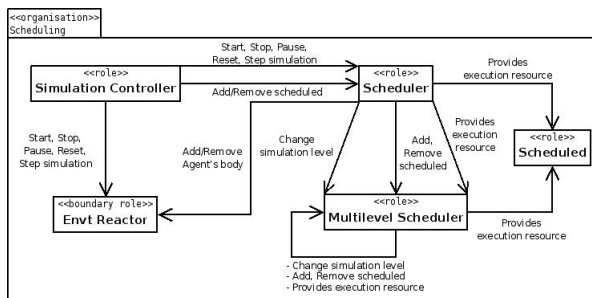 <<organisation>>
Scheduling
Start, Stop, Pause,
Reset, Step simulation
Provides
execution resource
<<role>>
Simulation Controller
<<role>>
Scheduler
Add/Remove scheduled
Start, Stop,
Pause, Reset,
Step simulation
Add/Remove
Agent's body
Change
simulation level
Add,
Remove
scheduled
Provides
execution
resource
<<role>>
Scheduled
<<boundary role>>
Envt Reactor
<<role>>
Multilevel Scheduler
Provides
execution resource
- Change simulation level
- Add, Remove scheduled
- Provides execution resource